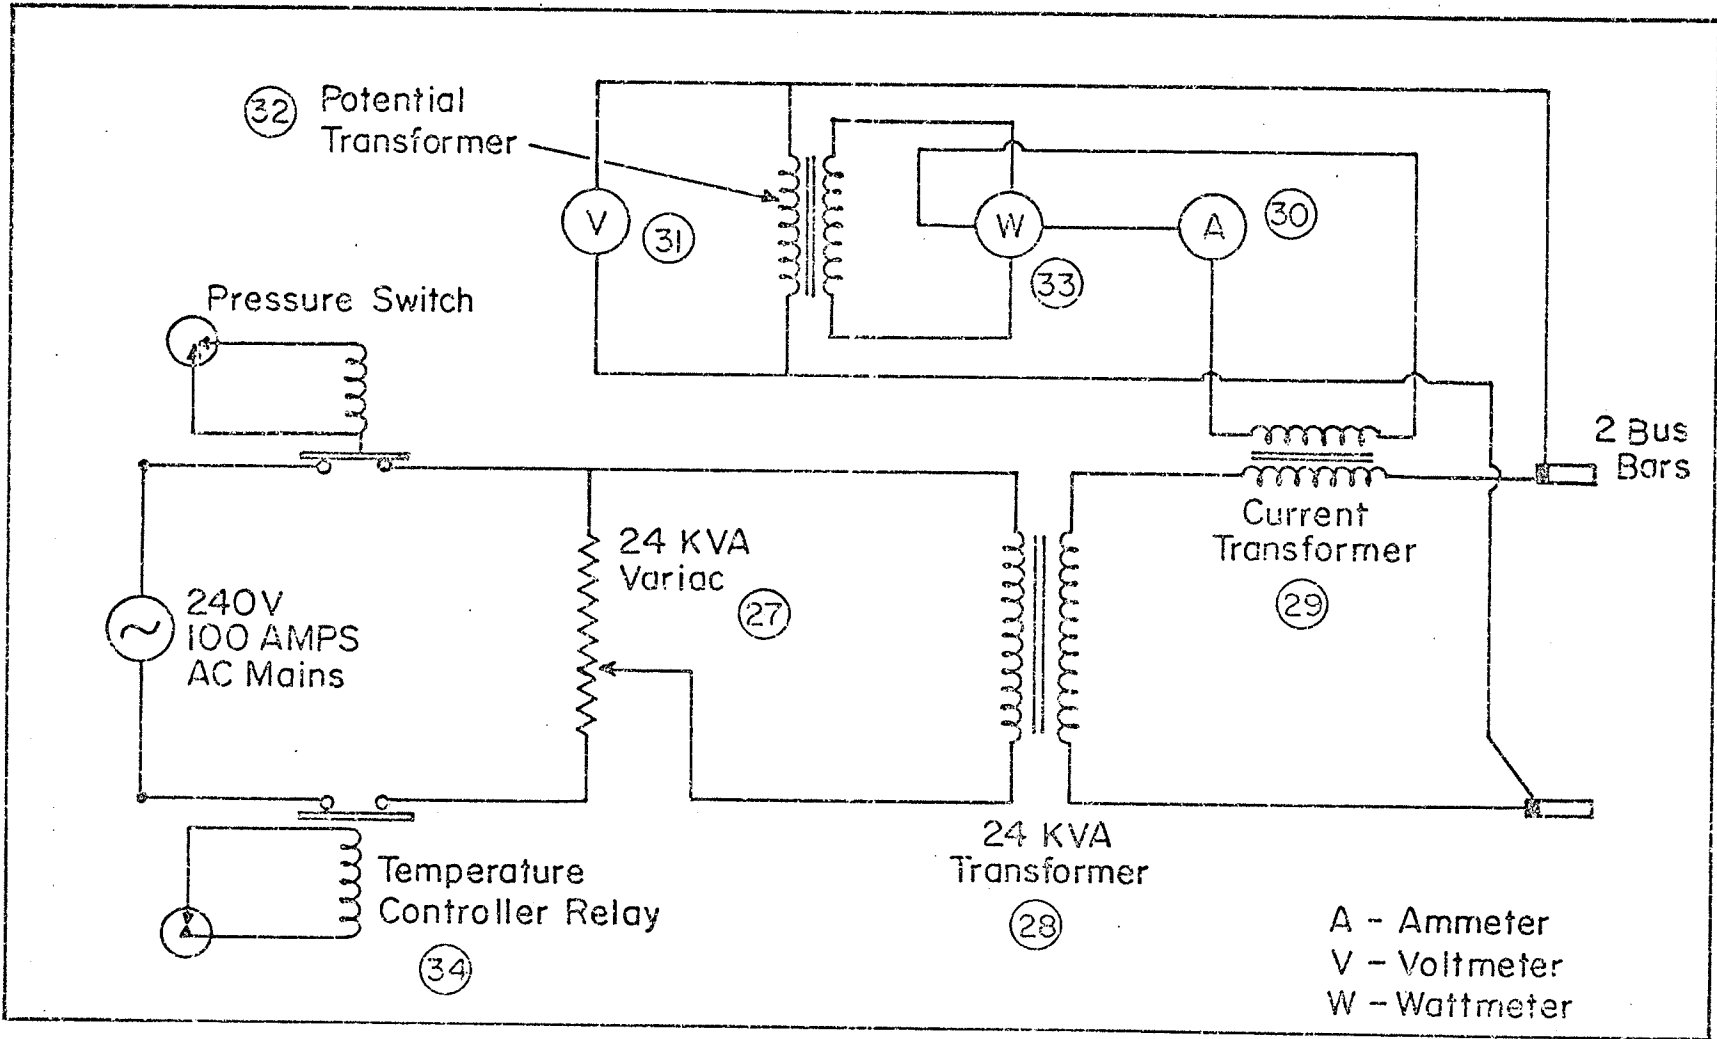 32 Potential
Transformer
V
31
W
33
A
30
Pressure Switch
2 Bus
Bars
Current
Transformer
29
24 KVA
Variac
27
240V
100 AMPS
AC Mains
24 KVA
Transformer
28
Temperature
Controller Relay
34
A - Ammeter
V - Voltmeter
W - Wattmeter